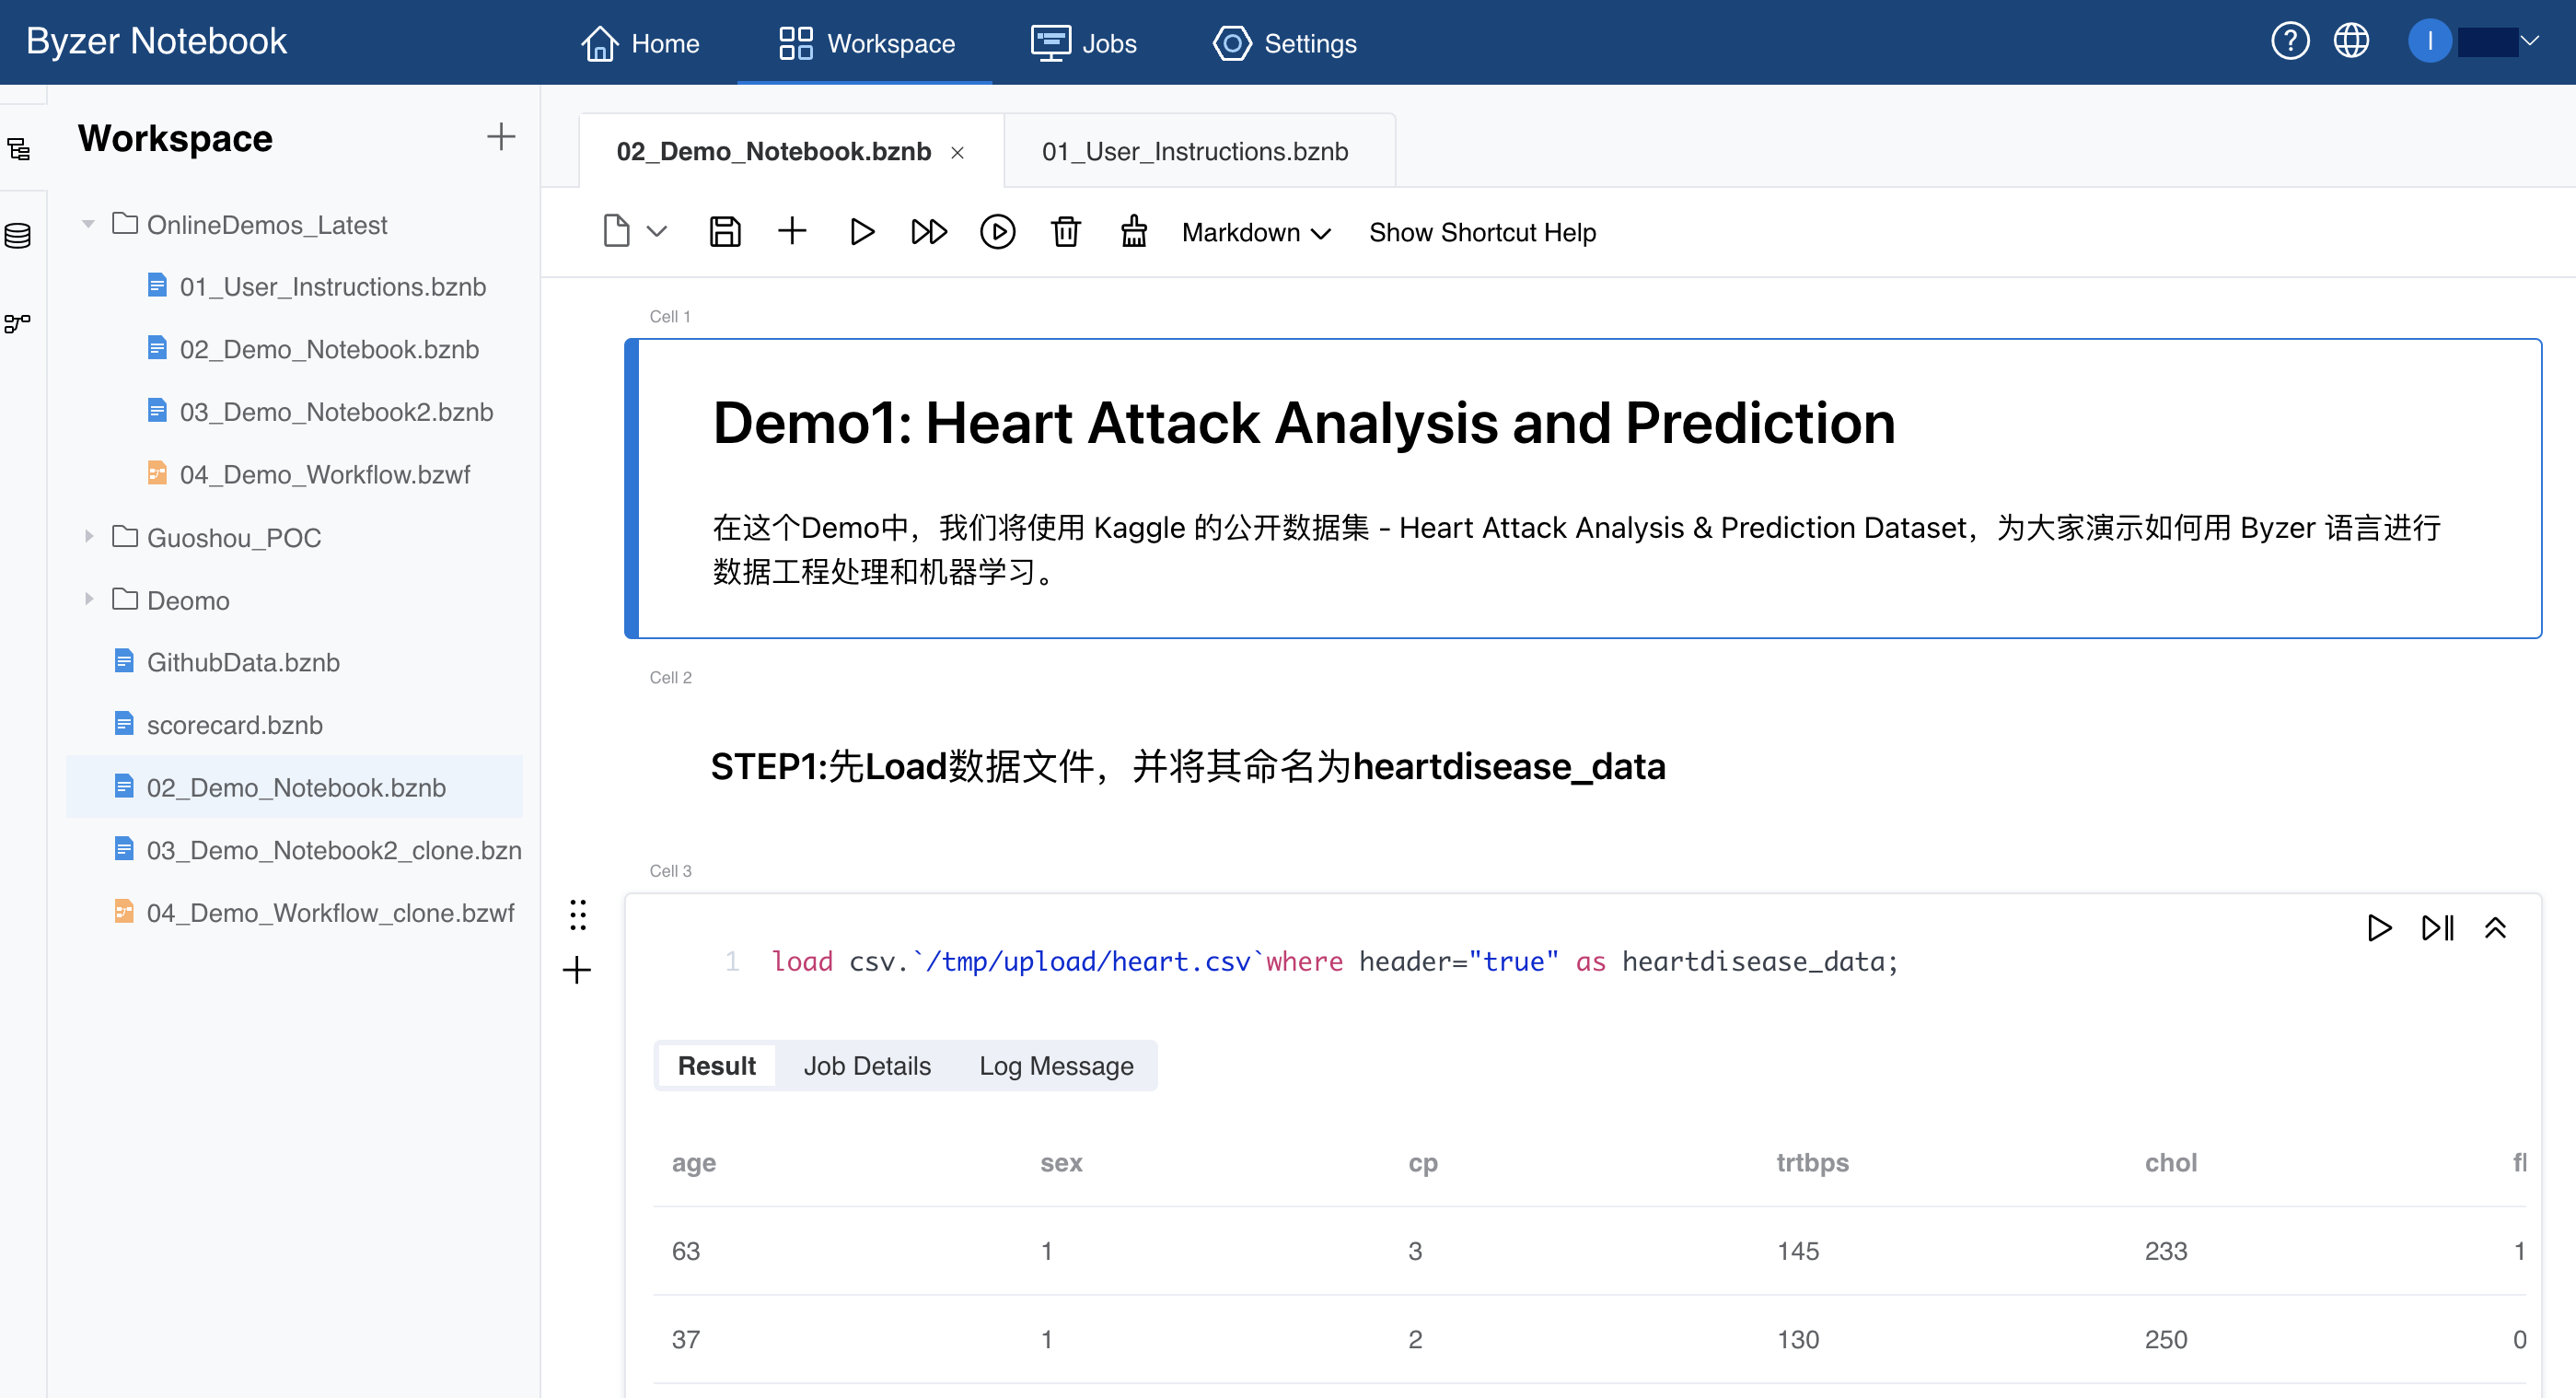 Byzer Notebook
Home
Workspace
Jobs
Settings
I
Workspace
OnlineDemos_Latest
01_User_Instructions.bznb
02_Demo_Notebook.bznb
03_Demo_Notebook2.bznb
04_Demo_Workflow.bzwf
Guoshou_POC
Deomo
GithubData.bznb
scorecard.bznb
02_Demo_Notebook.bznb
03_Demo_Notebook2_clone.bzn
04_Demo_Workflow_clone.bzwf
02_Demo_Notebook.bznb
01_User_Instructions.bznb
Markdown
Show Shortcut Help
Cell 1
Demo1: Heart Attack Analysis and Prediction
在这个Demo中，我们将使用 Kaggle 的公开数据集 - Heart Attack Analysis & Prediction Dataset，为大家演示如何用 Byzer 语言进行
数据工程处理和机器学习。
Cell 2
STEP1:先Load数据文件，并将其命名为heartdisease_data
Cell 3
1 load csv.`/tmp/upload/heart.csv`where header="true" as heartdisease_data;
Result Job Details Log Message
age sex cp trtbps chol
63 1 3 145 233 1
37 1 2 130 250 0